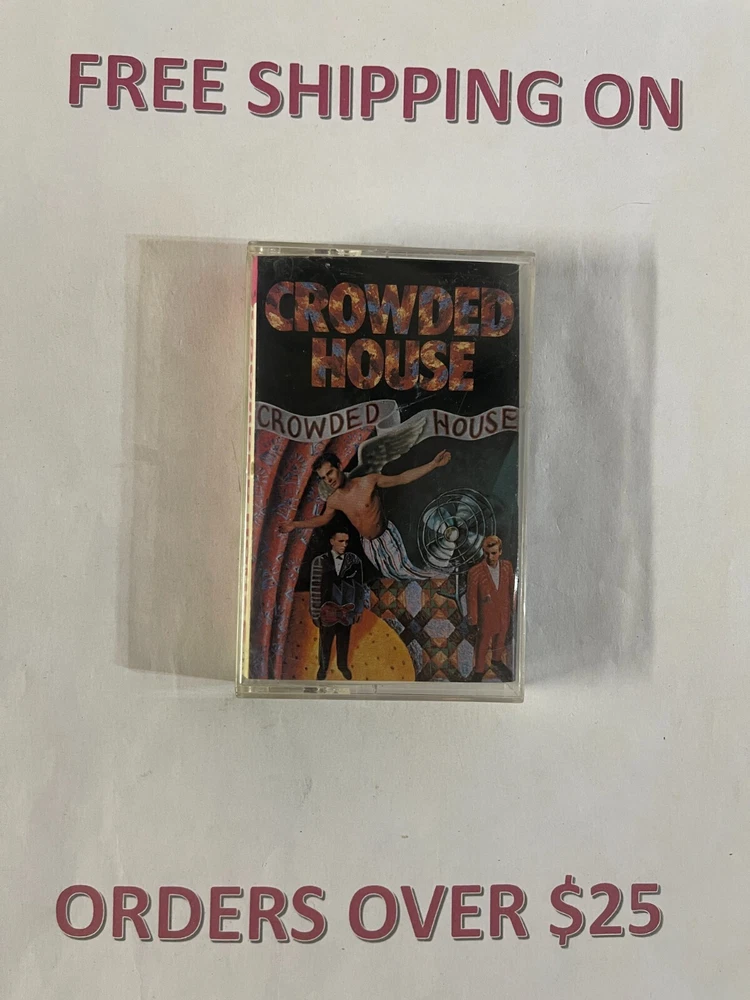 FREE SHIPPING ON
CROWDED
HOUSE
CROWDED HOUSE
ORDERS OVER $25